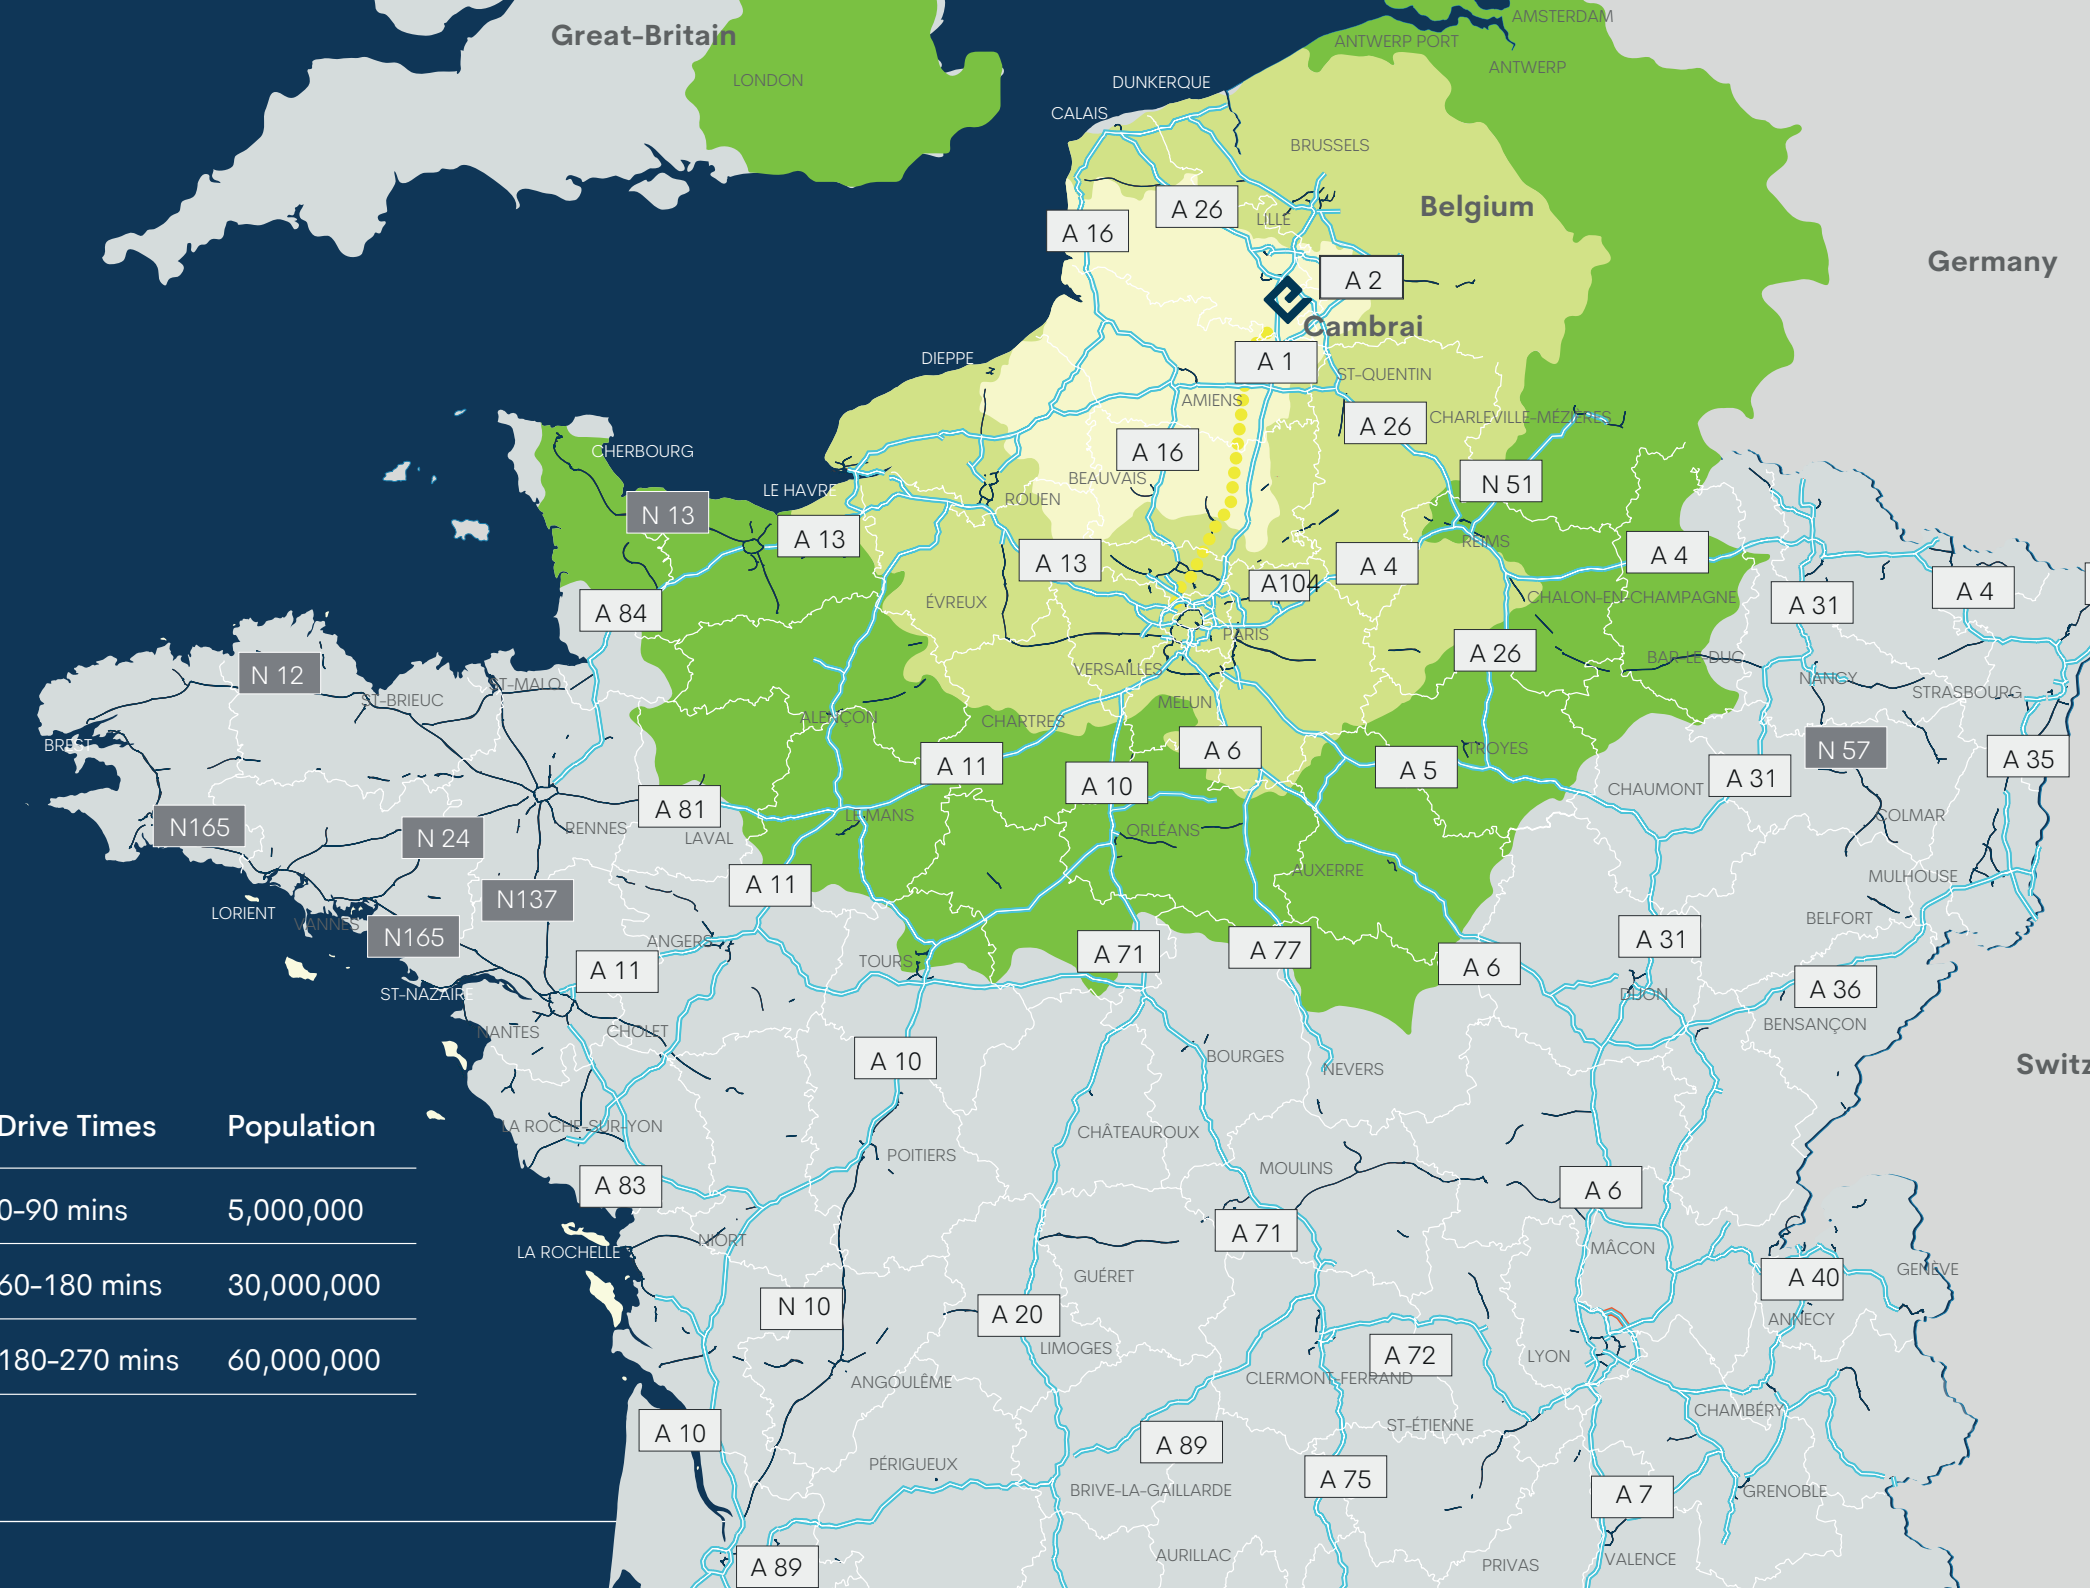 AMSTERDAM
Great-Britain
ANTWERP PORT
ANTWERP
LONDON
DUNKERQUE
CALAIS
BRUSSELS
A 26
Belgium
LILLE
A 16
Germany
A 2
Cambrai
DIEPPE
A 1
ST-QUENTIN
AMIENS
CHARLEVILLE-MÉZIÈRES
A 26
CHERBOURG
A 16
BEAUVAIS
N 51
LE HAVRE
ROUEN
N 13
A 13
REIMS
A 4
A 13
A 4
A104
A 4
CHALON-EN-CHAMPAGNE
ÉVREUX
A 31
A 84
PARIS
A 26
BAR-LE-DUC
VERSAILLES
N 12
NANCY
ST-MALO
STRASBOURG
ST-BRIEUC
MELUN
ALENÇON
CHARTRES
BREST
A 6
TROYES
N 57
A 35
A 11
A 5
A 31
A 10
CHAUMONT
A 81
LE MANS
COLMAR
N165
RENNES
ORLÉANS
N 24
LAVAL
AUXERRE
MULHOUSE
A 11
N137
LORIENT
BELFORT
VANNES
N165
ANGERS
A 31
A 71
A 77
TOURS
A 6
A 11
ST-NAZAIRE
DIJON
A 36
NANTES
CHOLET
BENSANÇON
A 10
BOURGES
NEVERS
Switz
Drive Times Population
LA ROCHE-SUR-YON
CHÂTEAUROUX
POITIERS
MOULINS
A 83
A 6
0-90 mins 5,000,000
A 71
NIORT
LA ROCHELLE
MÂCON
GENÈVE
GUÉRET
A 40
60-180 mins 30,000,000
N 10
A 20
ANNECY
LIMOGES
A 72
LYON
180-270 mins 60,000,000
CLERMONT-FERRAND
ANGOULÊME
CHAMBÉRY
ST-ÉTIENNE
A 10
A 89
PÉRIGUEUX
A 75
BRIVE-LA-GAILLARDE
A 7
GRENOBLE
AURILLAC
VALENCE
PRIVAS
A 89